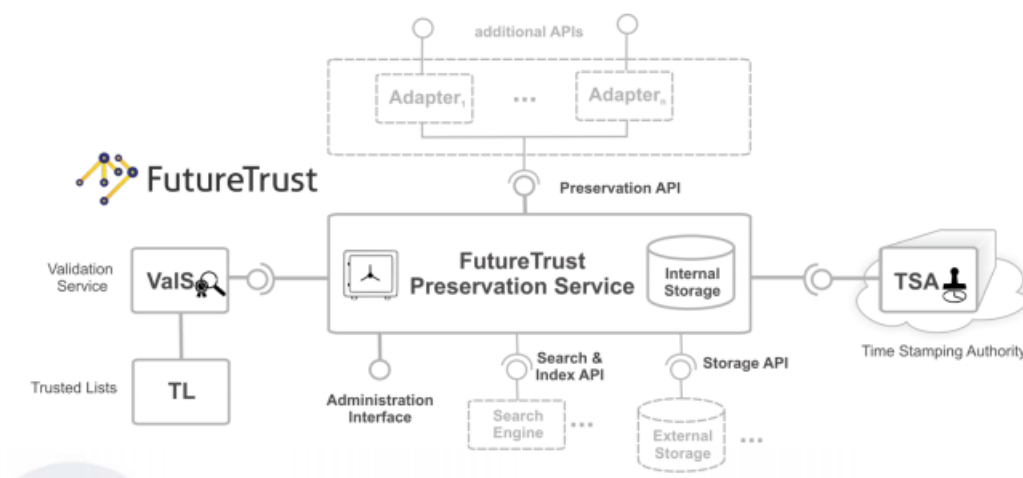 additional APIs
Adapter1
...
Adaptern
FutureTrust
Preservation API
Validation
Service
ValS
FutureTrust
Preservation Service
Internal
Storage
TSA
Time Stamping Authority
Trusted Lists
TL
Administration
Interface
Search &
Index API
Storage API
Search
Engine
...
External
Storage
...